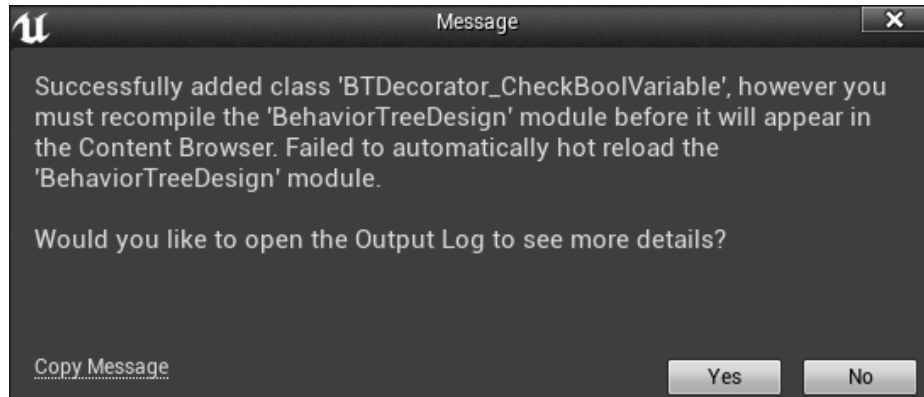 Message
Successfully added class 'BTDecorator_CheckBoolVariable', however you
must recompile the 'BehaviorTreeDesign' module before it will appear in
the Content Browser. Failed to automatically hot reload the
'BehaviorTreeDesign' module.
Would you like to open the Output Log to see more details?
Copy Message
Yes
No